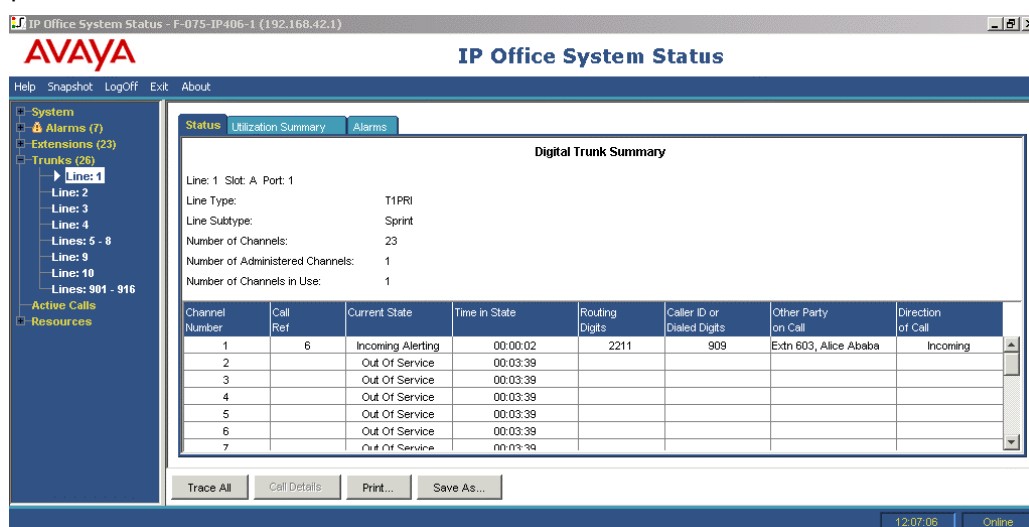 IP Office System Status - F-075-IP406-1 (192.168.42.1)
AVAYA
IP Office System Status
Help Snapshot LogOff Exit About
System
Alarms (7)
Extensions (23)
Trunks (26)
Line: 1
Line: 2
Line: 3
Line: 4
Lines: 5 - 8
Line: 9
Line: 10
Lines: 901 - 916
Active Calls
Resources
Status Utilization Summary Alarms
Digital Trunk Summary
Line: 1 Slot: A Port: 1
Line Type: T1PRI
Line Subtype: Sprint
Number of Channels: 23
Number of Administered Channels: 1
Number of Channels in Use: 1
Channel Number Call Ref Current State Time in State Routing Digits Caller ID or Dialed Digits Other Party on Call Direction of Call
1 6 Incoming Alerting 00:00:02 2211 909 Extn 603, Alice Ababa Incoming
2 Out Of Service 00:03:39
3 Out Of Service 00:03:39
4 Out Of Service 00:03:39
5 Out Of Service 00:03:39
6 Out Of Service 00:03:39
7 Out Of Service 00:03:39
Trace All Call Details Print... Save As...
AVAYA
12:07:06 Online